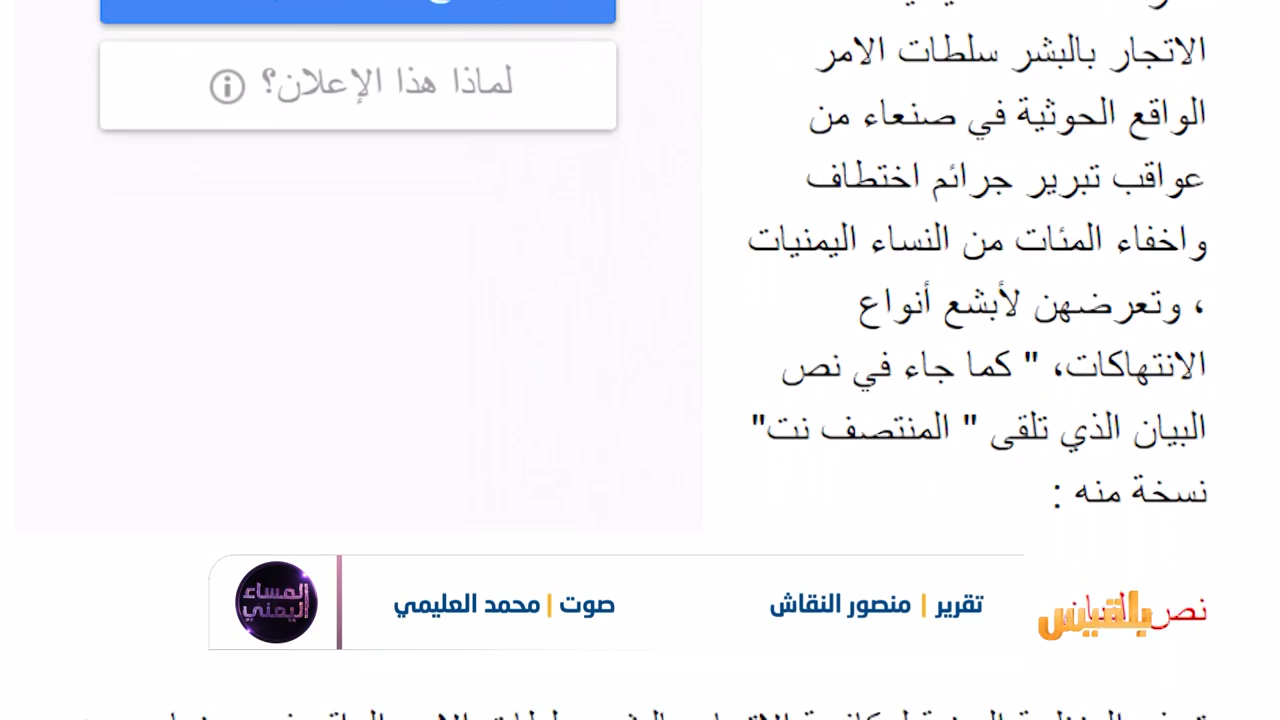 الاتجار بالبشر سلطات الامر
الواقع الحوثية في صنعاء من
عواقب تبرير جرائم اختطاف
واخفاء المئات من النساء اليمنيات
، وتعرضهن لأبشع أنواع
الانتهاكات، " كما جاء في نص
البيان الذي تلقى " المنتصف نت"
نسخة منه :
لماذا هذا الإعلان؟
نص البيان
بلقيس
تقرير | منصور النقاش
صوت | محمد العليمي
المساء
اليمني